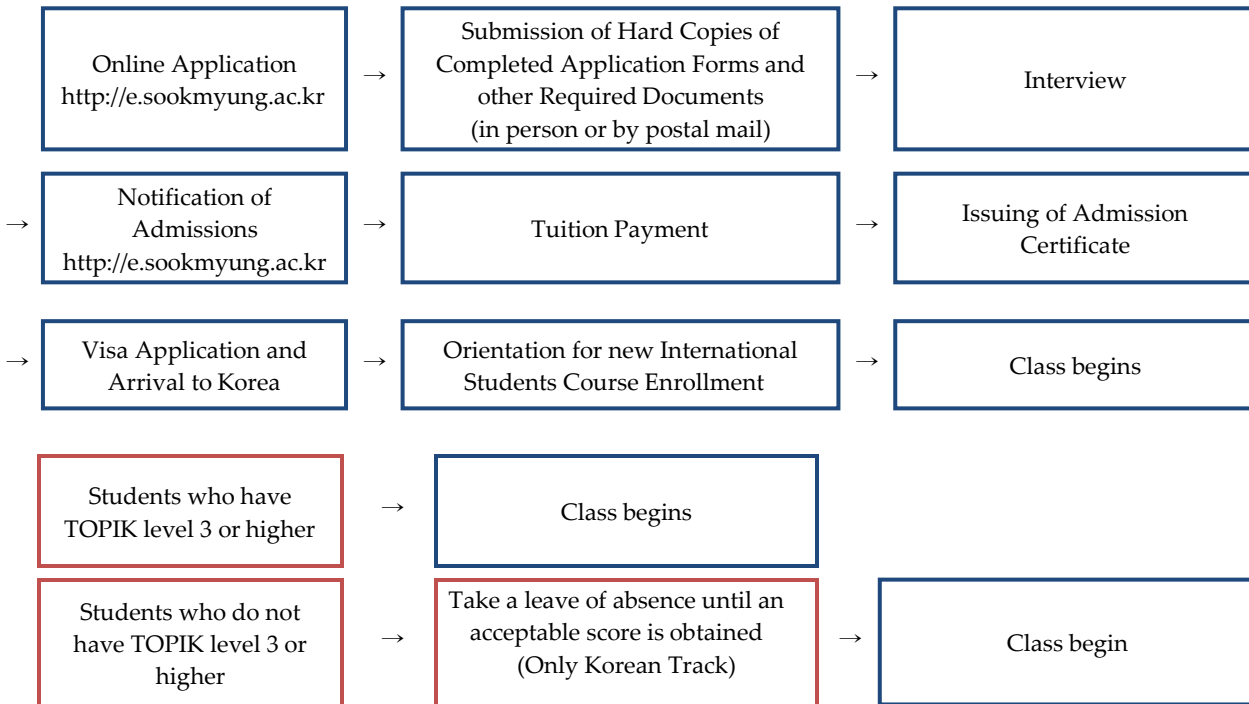 Online Application
http://e.sookmyung.ac.kr
→
Submission of Hard Copies of
Completed Application Forms and
other Required Documents
(in person or by postal mail)
→
Interview
→
Notification of
Admissions
http://e.sookmyung.ac.kr
→
Tuition Payment
→
Issuing of Admission
Certificate
→
Visa Application and
Arrival to Korea
→
Orientation for new International
Students Course Enrollment
→
Class begins
Students who have
TOPIK level 3 or higher
→
Class begins
Students who do not
have TOPIK level 3 or
higher
→
Take a leave of absence until an
acceptable score is obtained
(Only Korean Track)
→
Class begin